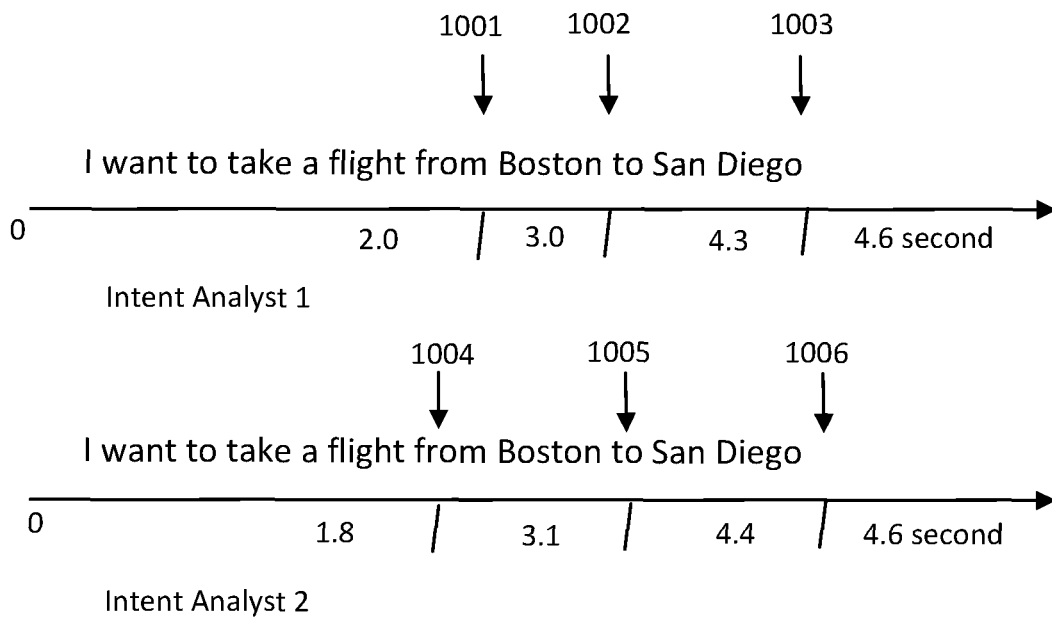 1001 1002 1003
I want to take a flight from Boston to San Diego
0 2.0 3.0 4.3 4.6 second
Intent Analyst 1
1004 1005 1006
I want to take a flight from Boston to San Diego
0 1.8 3.1 4.4 4.6 second
Intent Analyst 2